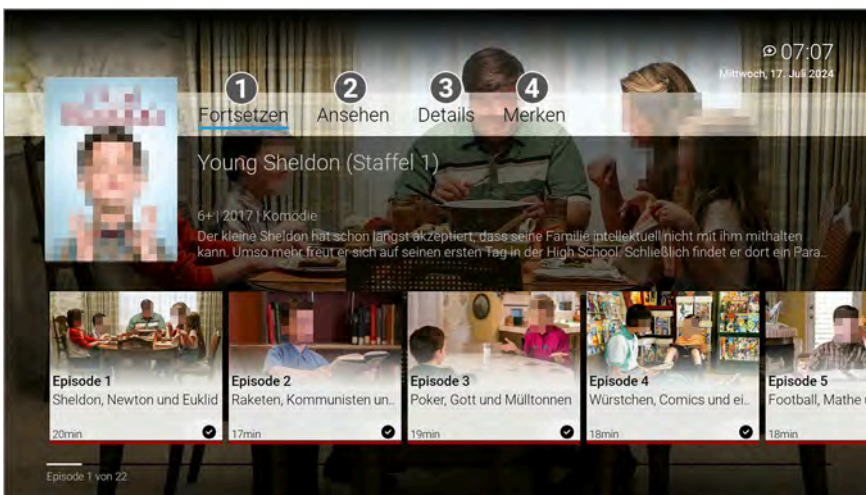 07:07
Mittwoch, 17. Juli 2024
1 2 3 4
Fortsetzen Ansehen Details Merken
Young Sheldon (Staffel 1)
6+ | 2017 | Komödie
Der kleine Sheldon hat schon längst akzeptiert, dass seine Familie intellektuell nicht mit ihm mithalten
kann. Umso mehr freut er sich auf seinen ersten Tag in der High School. Schließlich findet er dort ein Para...
Episode 1
Sheldon, Newton und Euklid
20min
Episode 2
Raketen, Kommunisten un..
17min
Episode 3
Poker, Gott und Mülltonnen
19min
Episode 4
Würstchen, Comics und ei..
18min
Episode 5
Football, Mathe
18min
Episode 1 von 22